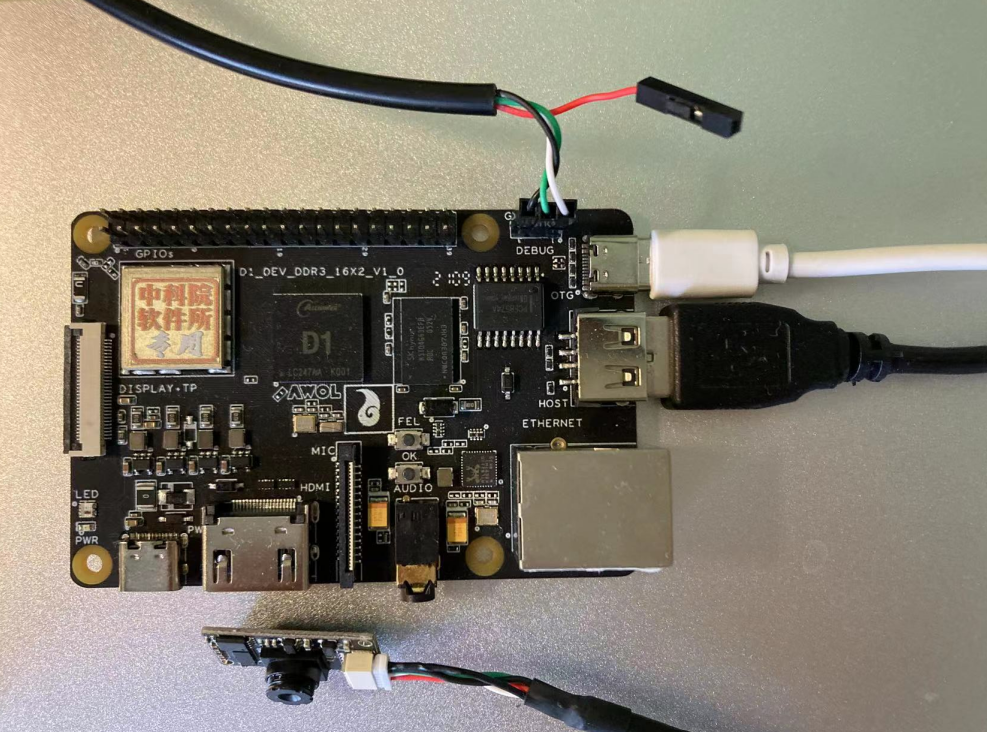 GPIOs
D1_DEV_DDR3_16X2_V1_0
2109
DEBUG
OTG
中科院
软件所
专用
D1
DISPLAY+TP
AWOL
HOST
FEL
ETHERNET
OK
MIC
HDMI
AUDIO
LED
PWR